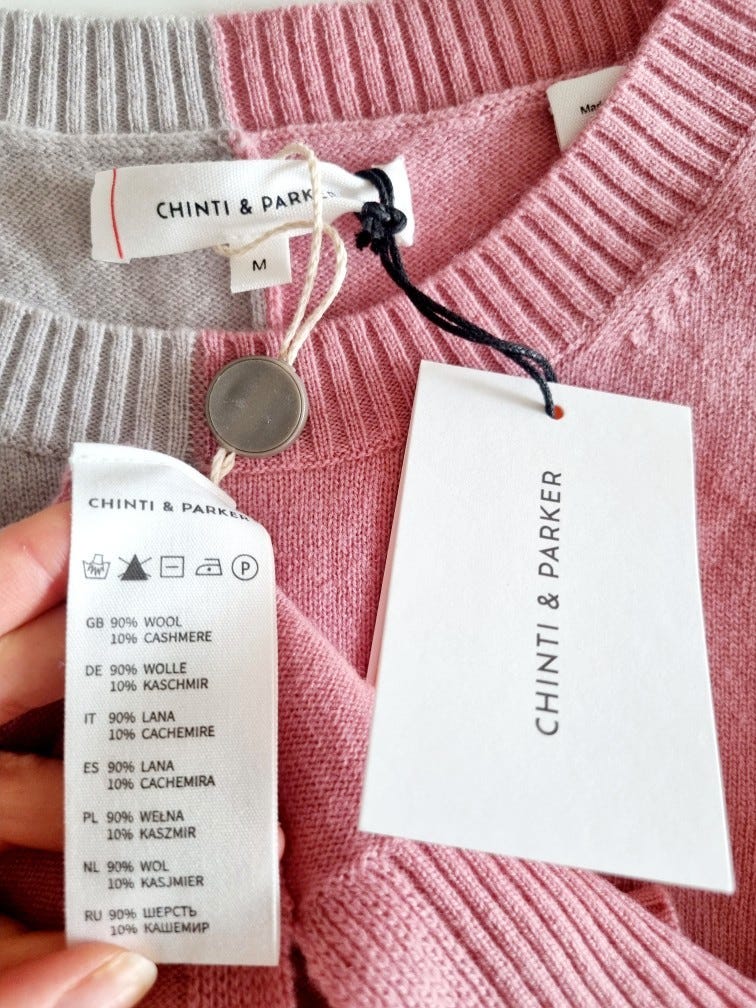 Made
CHINTI & PARKER
M
CHINTI & PARKER
CHINTI & PARKER
P
GB 90% WOOL
10% CASHMERE
DE 90% WOLLE
10% KASCHMIR
IT 90% LANA
10% CACHEMIRE
ES 90% LANA
10% CACHEMIRA
PL 90% WEŁNA
10% KASZMIR
NL 90% WOL
10% KASJMIER
RU 90% ШЕРСТЬ
10% КАШЕМИР